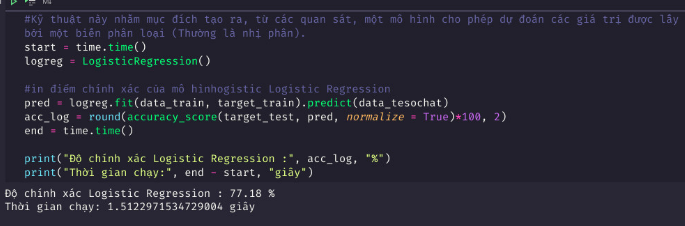 #Kỹ thuật này nhằm mục đích tạo ra, từ các quan sát, một mô hình cho phép dự đoán các giá trị được lấy
bởi một biến phân loại (Thường là nhị phân).
start = time.time()
logreg = LogisticRegression()
#in điểm chính xác của mô hinhogistic Logistic Regression
pred = logreg.fit(data_train, target_train).predict(data_tesochat)
acc_log = round(accuracy_score(target_test, pred, normalize = True)*100, 2)
end = time.time()
print("Độ chính xác Logistic Regression :", acc_log, "%")
print("Thời gian chạy:", end - start, "giây")
Độ chính xác Logistic Regression : 77.18 %
Thời gian chạy: 1.5122971534729004 giây